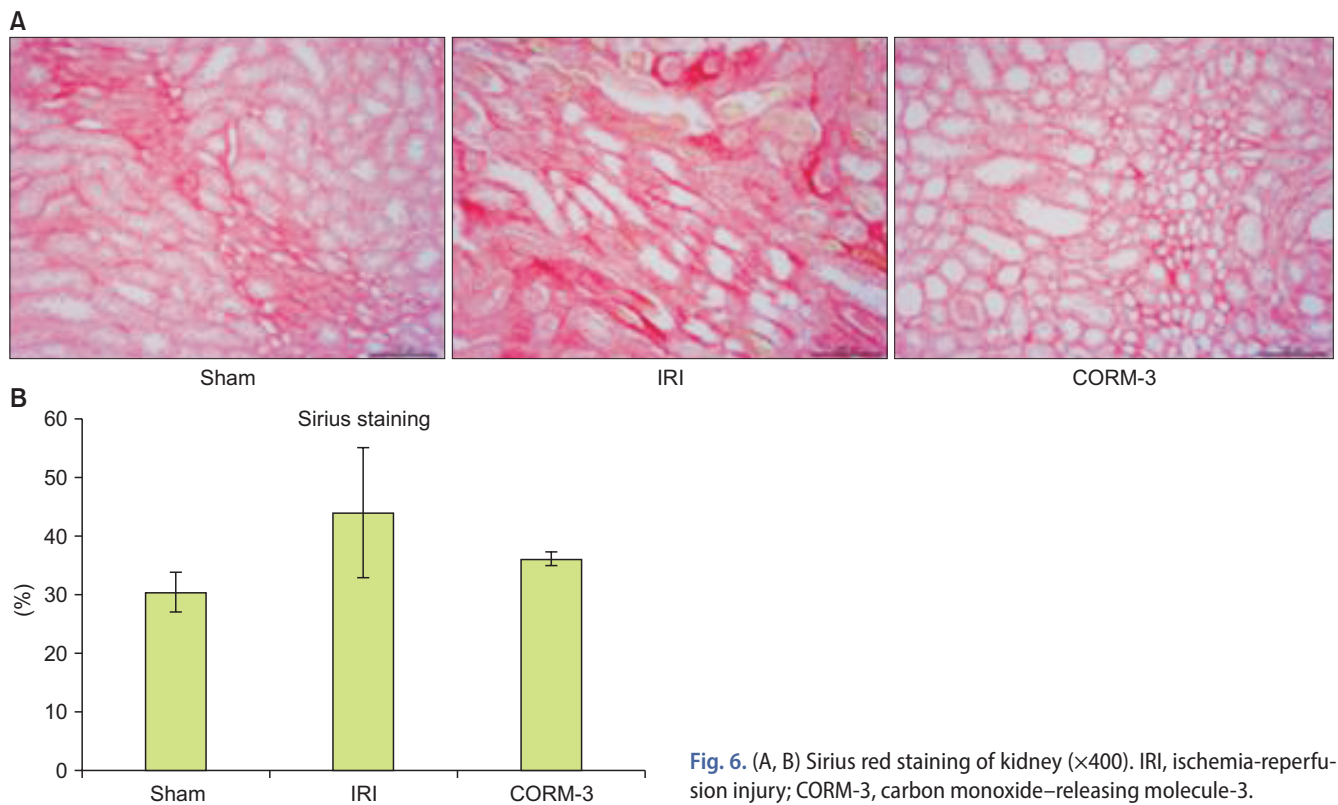 A
Sham IRI CORM-3
B
Sirius staining
60
50
40
30
20
10
0
(%)
Sham IRI CORM-3
Fig. 6. (A, B) Sirius red staining of kidney (×400). IRI, ischemia-reperfu-
sion injury; CORM-3, carbon monoxide–releasing molecule-3.